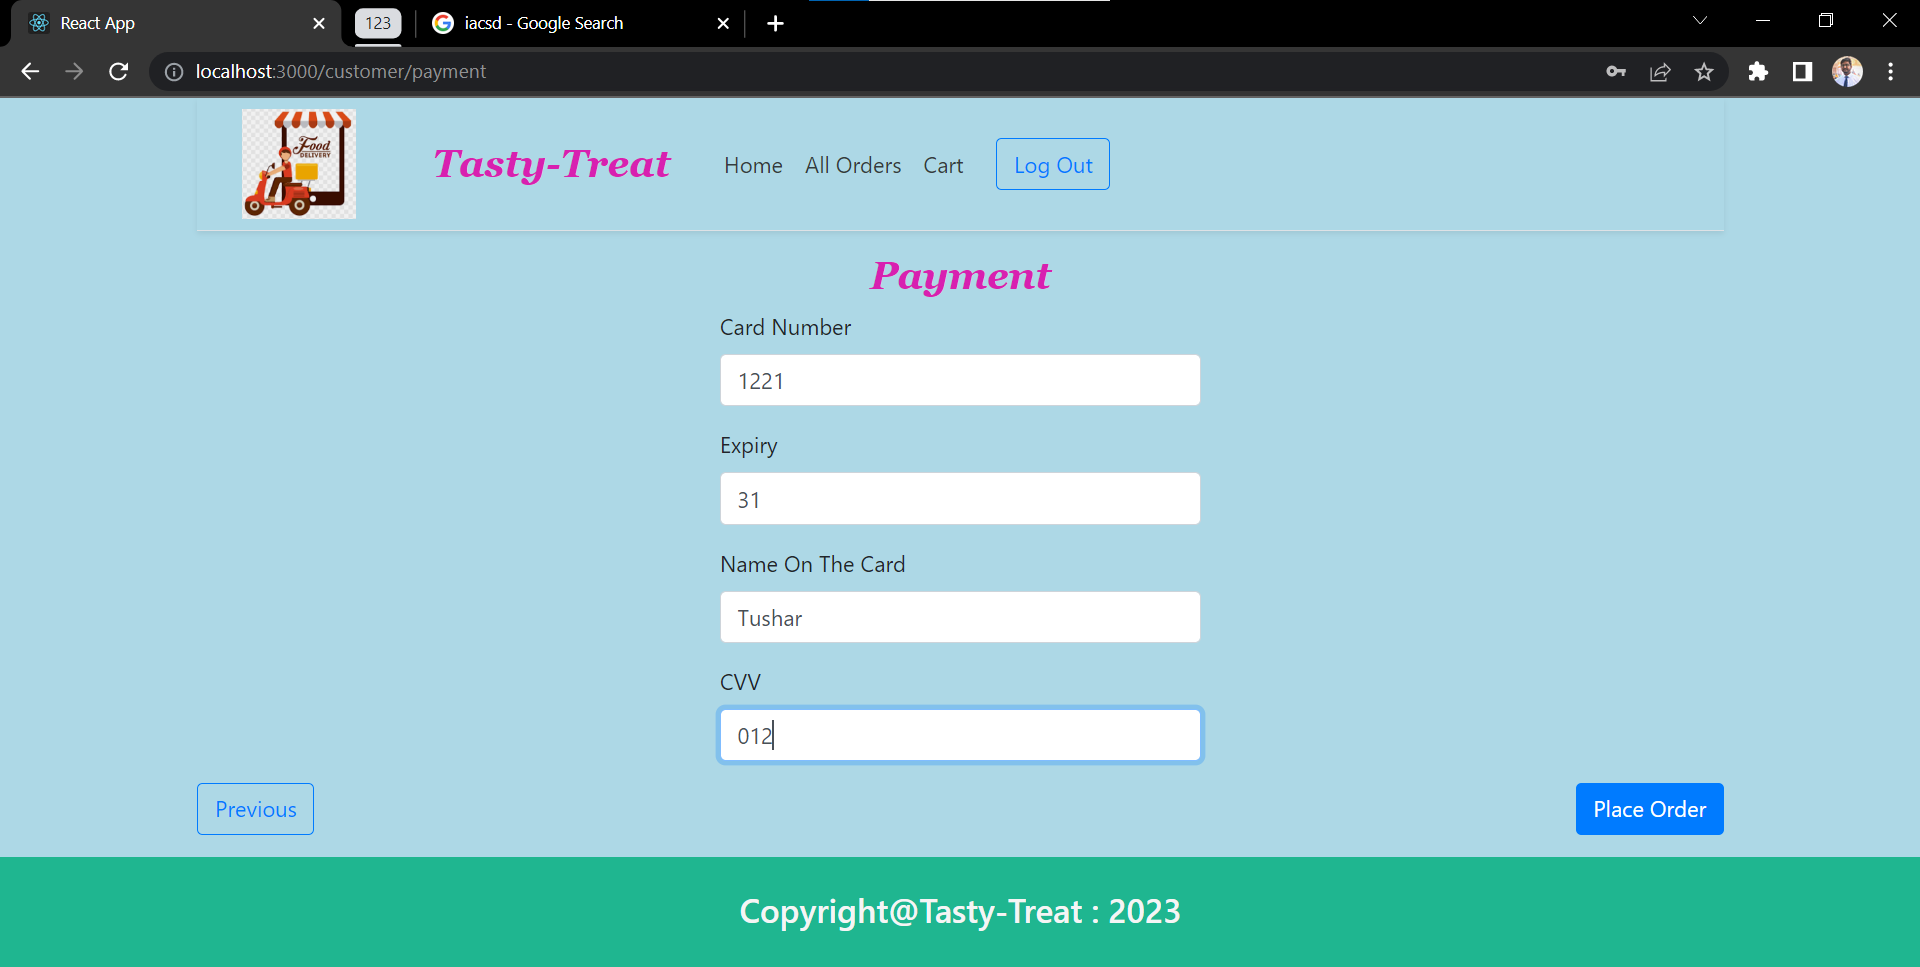 React App
123
iacsd - Google Search
localhost:3000/customer/payment
Food
DELIVERY
Tasty-Treat
Home
All Orders
Cart
Log Out
Payment
Card Number
1221
Expiry
31
Name On The Card
Tushar
CVV
012
Previous
Place Order
Copyright@Tasty-Treat : 2023